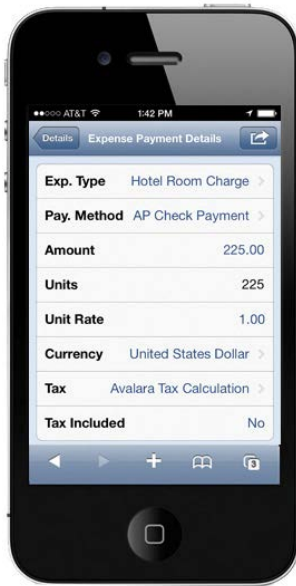 ●●○○○ AT&T 1:42 PM
Details Expense Payment Details
Exp. Type Hotel Room Charge >
Pay. Method AP Check Payment >
Amount 225.00
Units 225
Unit Rate 1.00
Currency United States Dollar >
Tax Avalara Tax Calculation >
Tax Included No
3